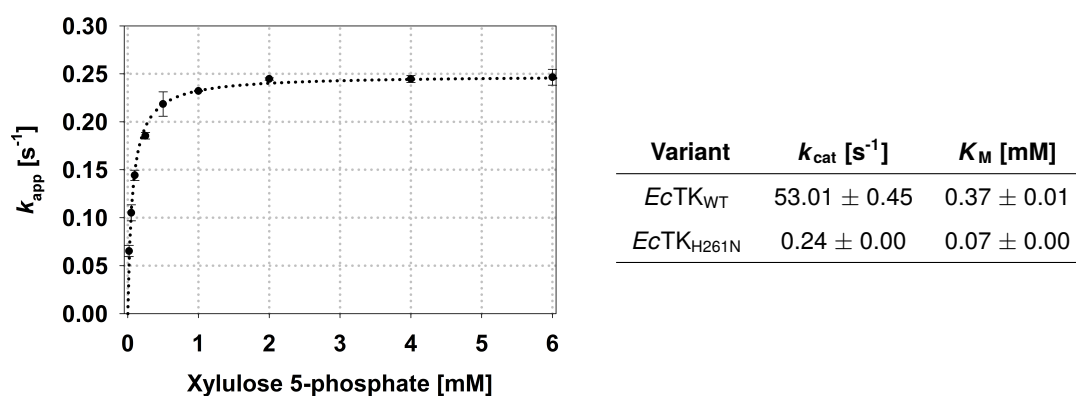 0.30
0.25
0.20
0.15
0.10
0.05
0.00
k_app [s⁻¹]
0 1 2 3 4 5 6
Xylulose 5-phosphate [mM]
Variant k_cat [s⁻¹] K_M [mM]
EcTK_WT 53.01 ± 0.45 0.37 ± 0.01
EcTK_H261N 0.24 ± 0.00 0.07 ± 0.00